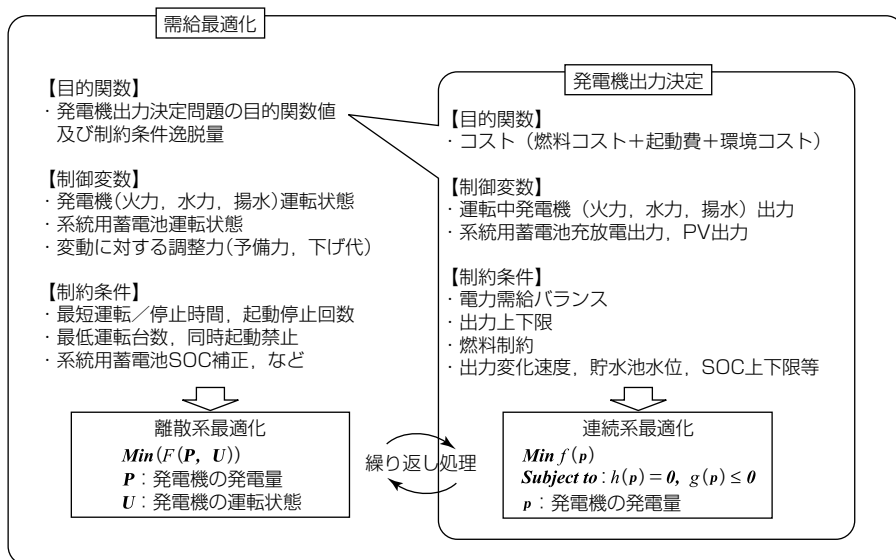 需給最適化
【目的関数】
・発電機出力決定問題の目的関数値
及び制約条件逸脱量
【制御変数】
・発電機(火力，水力，揚水)運転状態
・系統用蓄電池運転状態
・変動に対する調整力(予備力，下げ代)
【制約条件】
・最短運転／停止時間，起動停止回数
・最低運転台数，同時起動禁止
・系統用蓄電池SOC補正，など
離散系最適化
Min(F(P, U))
P：発電機の発電量
U：発電機の運転状態
繰り返し処理
発電機出力決定
【目的関数】
・コスト（燃料コスト＋起動費＋環境コスト）
【制御変数】
・運転中発電機（火力，水力，揚水）出力
・系統用蓄電池充放電出力，PV出力
【制約条件】
・電力需給バランス
・出力上下限
・燃料制約
・出力変化速度，貯水池水位，SOC上下限等
連続系最適化
Min f(p)
Subject to：h(p)＝0, g(p)≤0
p：発電機の発電量